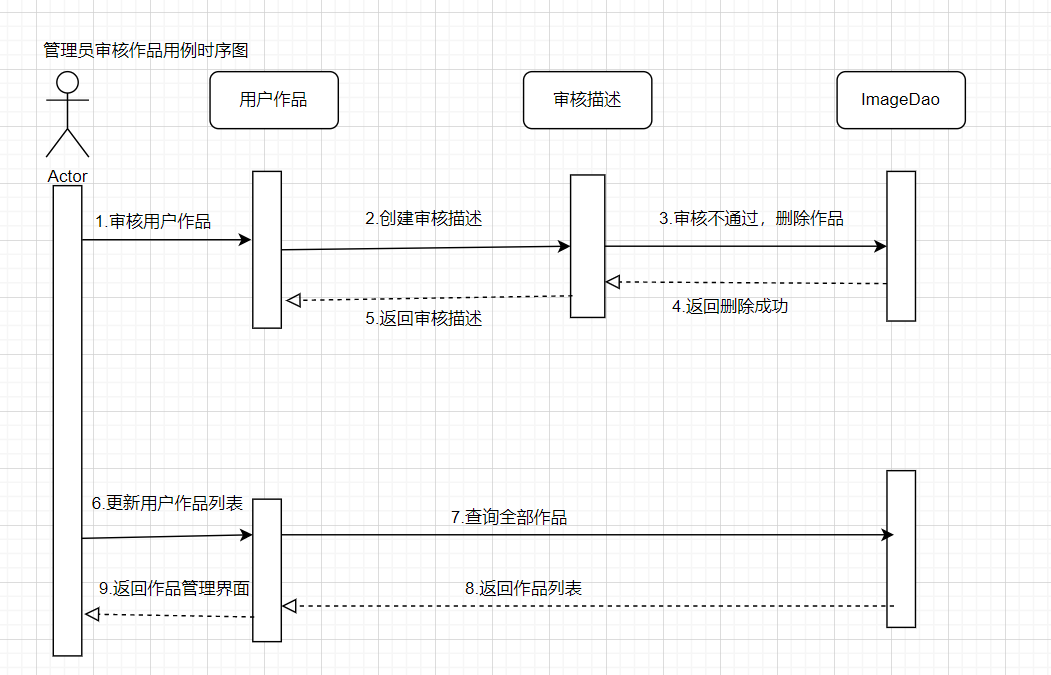 管理员审核作品用例时序图
用户作品
审核描述
ImageDao
Actor
1.审核用户作品
2.创建审核描述
3.审核不通过，删除作品
4.返回删除成功
5.返回审核描述
6.更新用户作品列表
7.查询全部作品
8.返回作品列表
9.返回作品管理界面